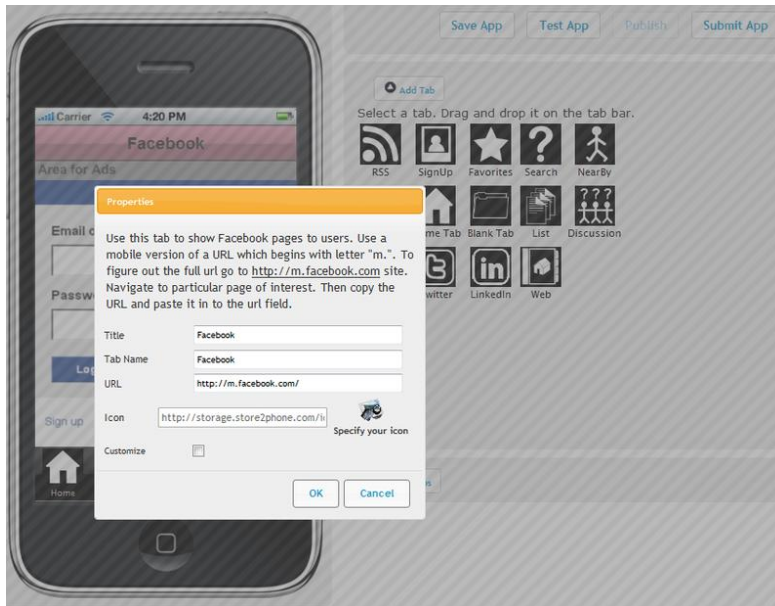 Save App
Test App
Publish
Submit App
Carrier
4:20 PM
Facebook
Area for Ads
Add Tab
Select a tab. Drag and drop it on the tab bar.
RSS
SignUp
Favorites
Search
NearBy
Tab
Blank Tab
List
Discussion
LinkedIn
Web
Email
Properties
Use this tab to show Facebook pages to users. Use a
mobile version of a URL which begins with letter "m.". To
figure out the full url go to http://m.facebook.com site.
Navigate to particular page of interest. Then copy the
URL and paste it in to the url field.
Title
Facebook
Tab Name
Facebook
URL
http://m.facebook.com/
Icon
http://storage.store2phone.com/i
Specify your icon
Customize
OK
Cancel
Sign up
Home